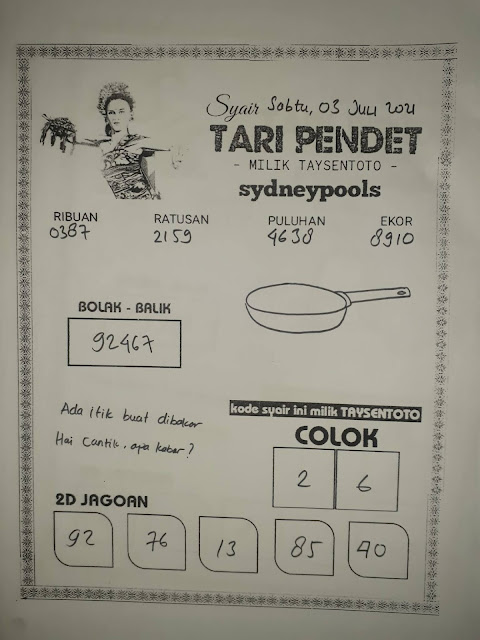 Syair Sabtu, 03 Juli 2021
TARI PENDET
- MILIK TAYSENTOTO -
sydneypools
RIBUAN RATUSAN PULUHAN EKOR
0387 2159 4638 8910
BOLAK - BALIK
92467
Ada itik buat dibakar
Hai Cantik, apa kabar?
kode syair ini milik TAYSENTOTO
COLOK
2 6
2D JAGOAN
92 76 13 85 40